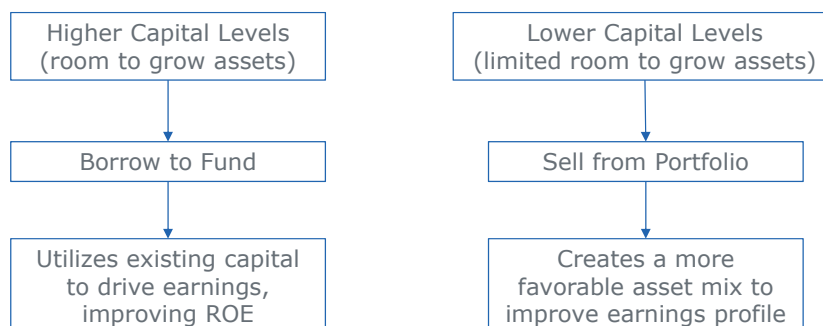 Higher Capital Levels
(room to grow assets)
Borrow to Fund
Utilizes existing capital
to drive earnings,
improving ROE
Lower Capital Levels
(limited room to grow assets)
Sell from Portfolio
Creates a more
favorable asset mix to
improve earnings profile